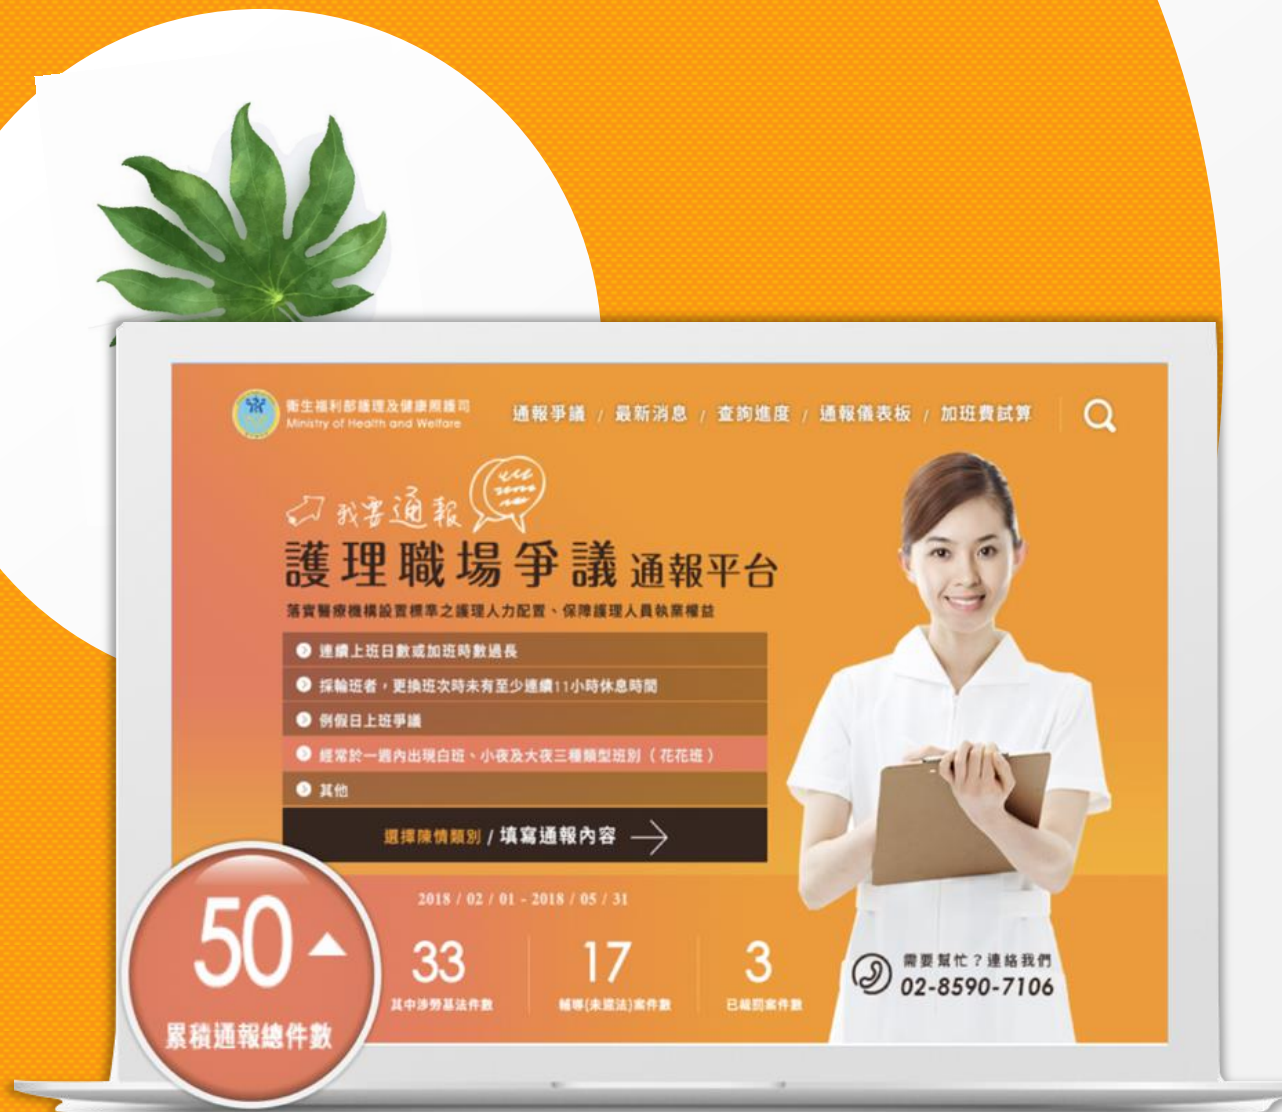 衛生福利部護理及健康照護司
Ministry of Health and Welfare
通報爭議 / 最新消息 / 查詢進度 / 通報儀表板 / 加班費試算
我要通報
護理職場爭議 通報平台
落實醫療機構設置標準之護理人力配置、保障護理人員執業權益
連續上班日數或加班時數過長
採輪班者，更換班次時未有至少連續11小時休息時間
例假日上班爭議
經常於一週內出現白班、小夜及大夜三種類型班別（花花班）
其他
選擇陳情類別 / 填寫通報內容
2018 / 02 / 01 - 2018 / 05 / 31
50
累積通報總件數
33
其中涉勞基法件數
17
輔導(未違法)案件數
3
已裁罰案件數
需要幫忙？連絡我們
02-8590-7106